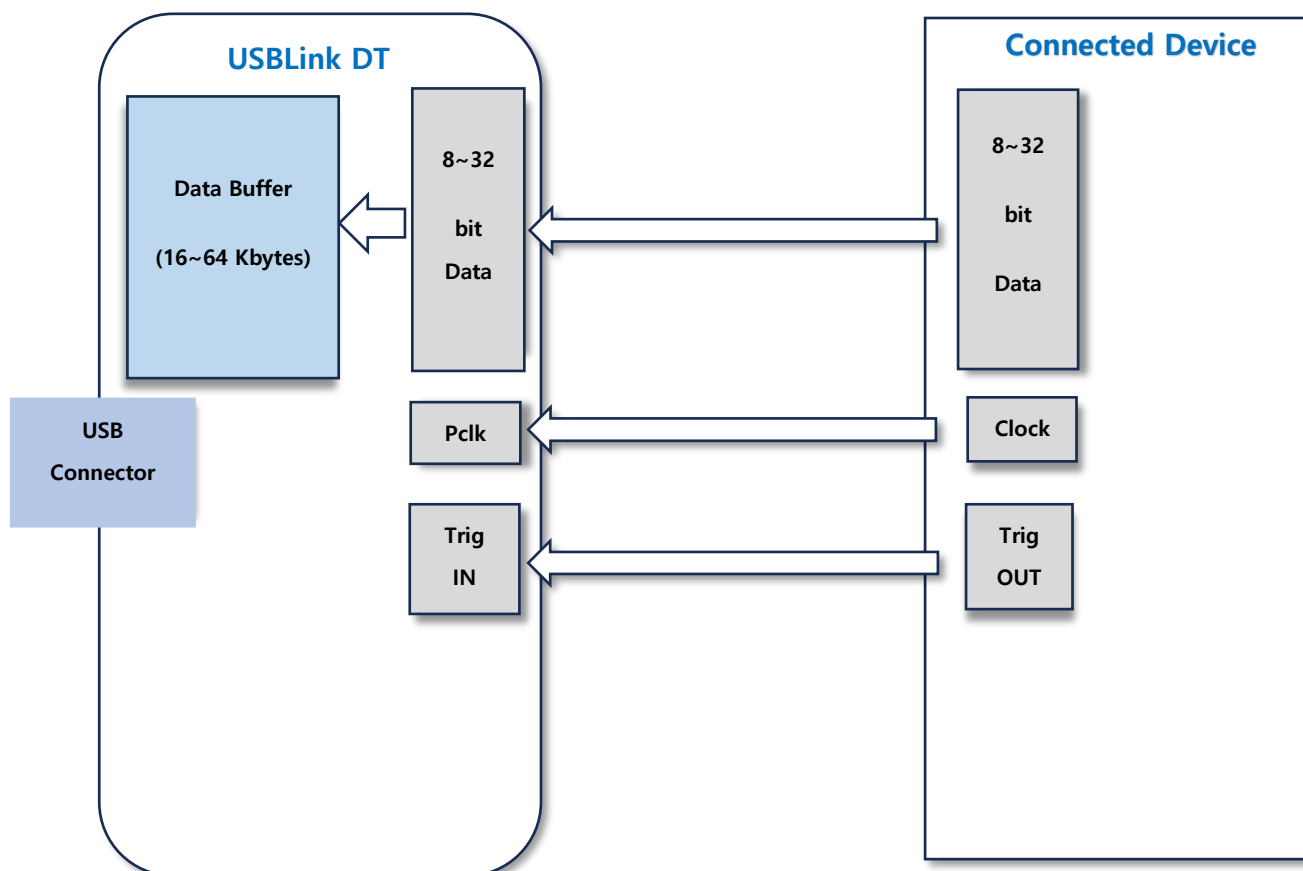 USBLink DT
Data Buffer
(16~64 Kbytes)
8~32
bit
Data
USB
Connector
Pclk
Trig
IN
Connected Device
8~32
bit
Data
Clock
Trig
OUT